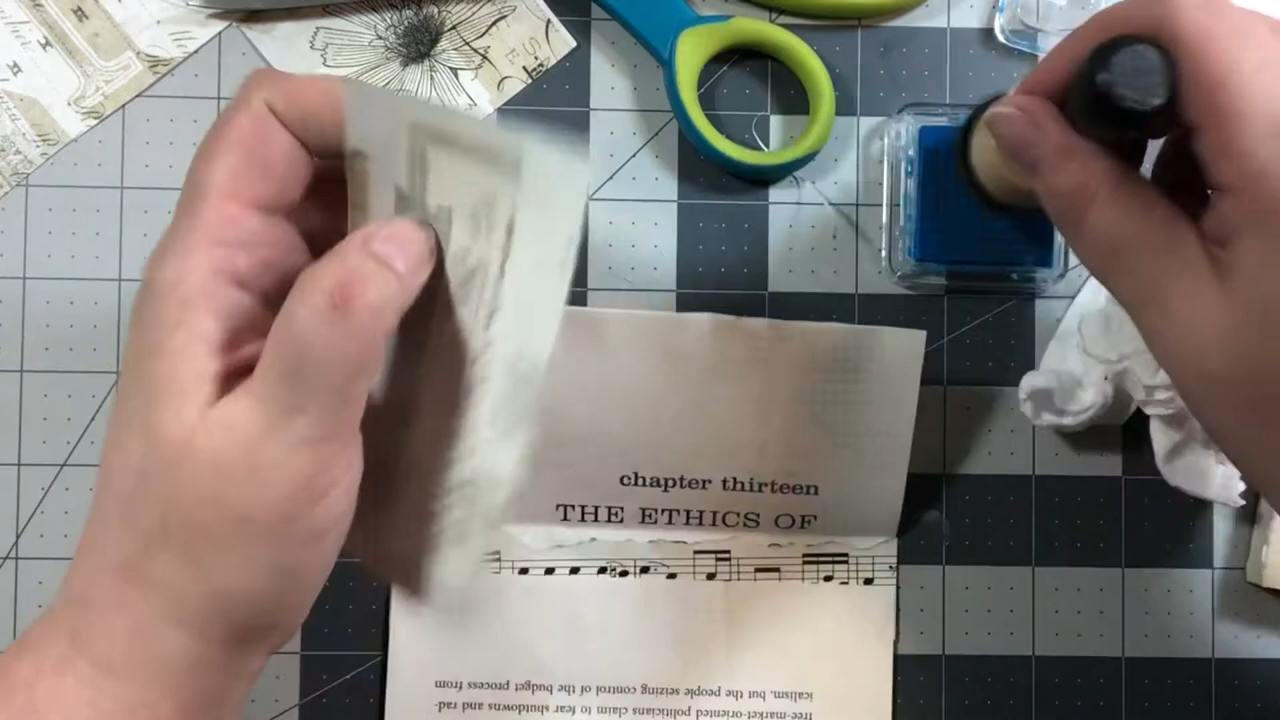 chapter thirteen
THE ETHICS OF
free-market-oriented politicians claim to fear shutdowns and rad-
icalism, but the people seizing control of the budget process from